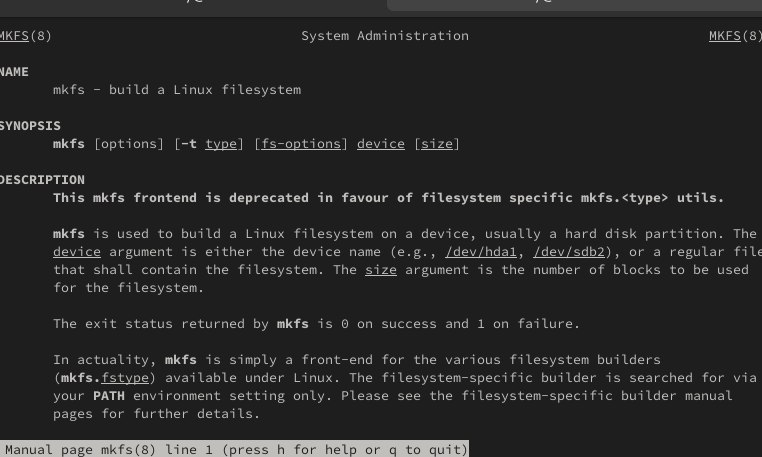 MKFS(8) System Administration MKFS(8)
NAME
mkfs - build a Linux filesystem
SYNOPSIS
mkfs [options] [-t type] [fs-options] device [size]
DESCRIPTION
This mkfs frontend is deprecated in favour of filesystem specific mkfs.<type> utils.
mkfs is used to build a Linux filesystem on a device, usually a hard disk partition. The
device argument is either the device name (e.g., /dev/hda1, /dev/sdb2), or a regular file
that shall contain the filesystem. The size argument is the number of blocks to be used
for the filesystem.
The exit status returned by mkfs is 0 on success and 1 on failure.
In actuality, mkfs is simply a front-end for the various filesystem builders
(mkfs.fstype) available under Linux. The filesystem-specific builder is searched for via
your PATH environment setting only. Please see the filesystem-specific builder manual
pages for further details.
Manual page mkfs(8) line 1 (press h for help or q to quit)